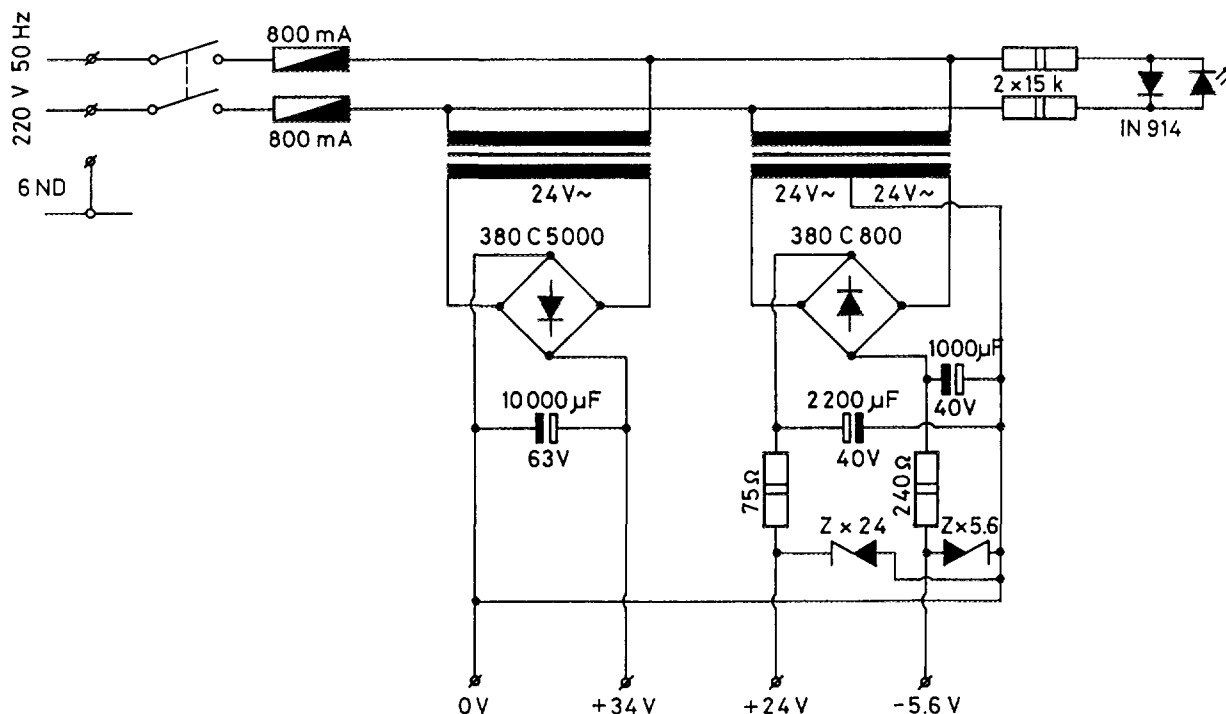 220 V 50 Hz
800 mA
800 mA
2 x 15 k
IN 914
6 ND
24V~
24V~ 24V~
380 C 5000
380 C 800
10 000 µF
63V
1000µF
40V
2 200 µF
40V
75Ω
240Ω
Z x 24
Zx5.6
0V
+34 V
+24V
-5.6 V